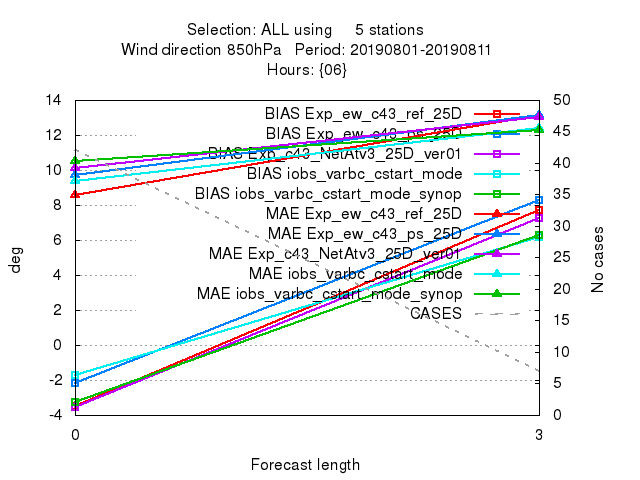 Selection: ALL using 5 stations
Wind direction 850hPa Period: 20190801-20190811
Hours: {06}
14
12
10
8
6
4
2
0
-2
-4
deg
50
45
40
35
30
25
20
15
10
5
0
No cases
BIAS Exp_ew_c43_ref_25D
BIAS Exp_ew_c43_ps_25D
BIAS Exp_c43_NetAtv3_25D_ver01
BIAS iobs_varbc_cstart_mode
BIAS iobs_varbc_cstart_mode_synop
MAE Exp_ew_c43_ref_25D
MAE Exp_ew_c43_ps_25D
MAE Exp_c43_NetAtv3_25D_ver01
MAE iobs_varbc_cstart_mode
MAE iobs_varbc_cstart_mode_synop
CASES
0 3
Forecast length